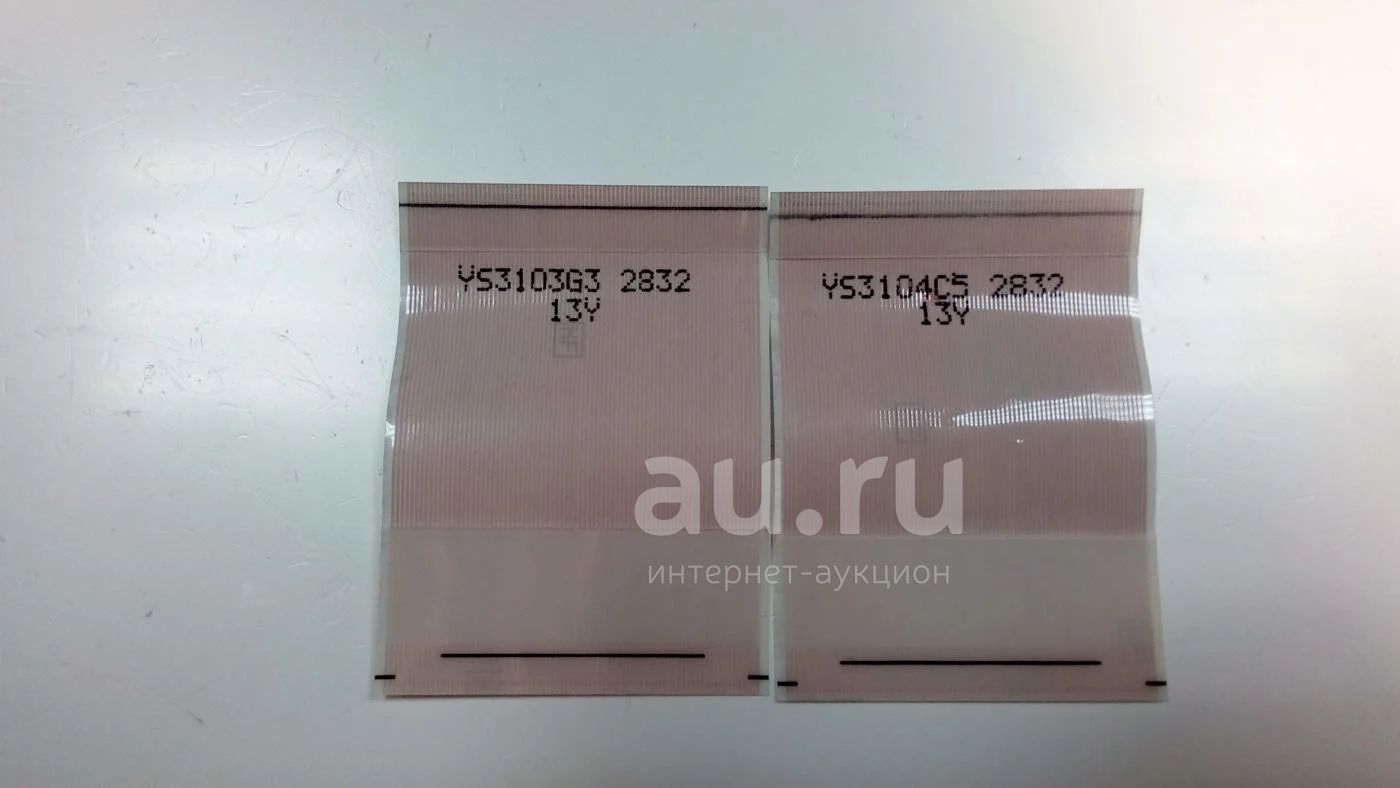 YS3103G3 2832
13Y
YS3104C5 2832
13Y
au.ru
интернет-аукцион